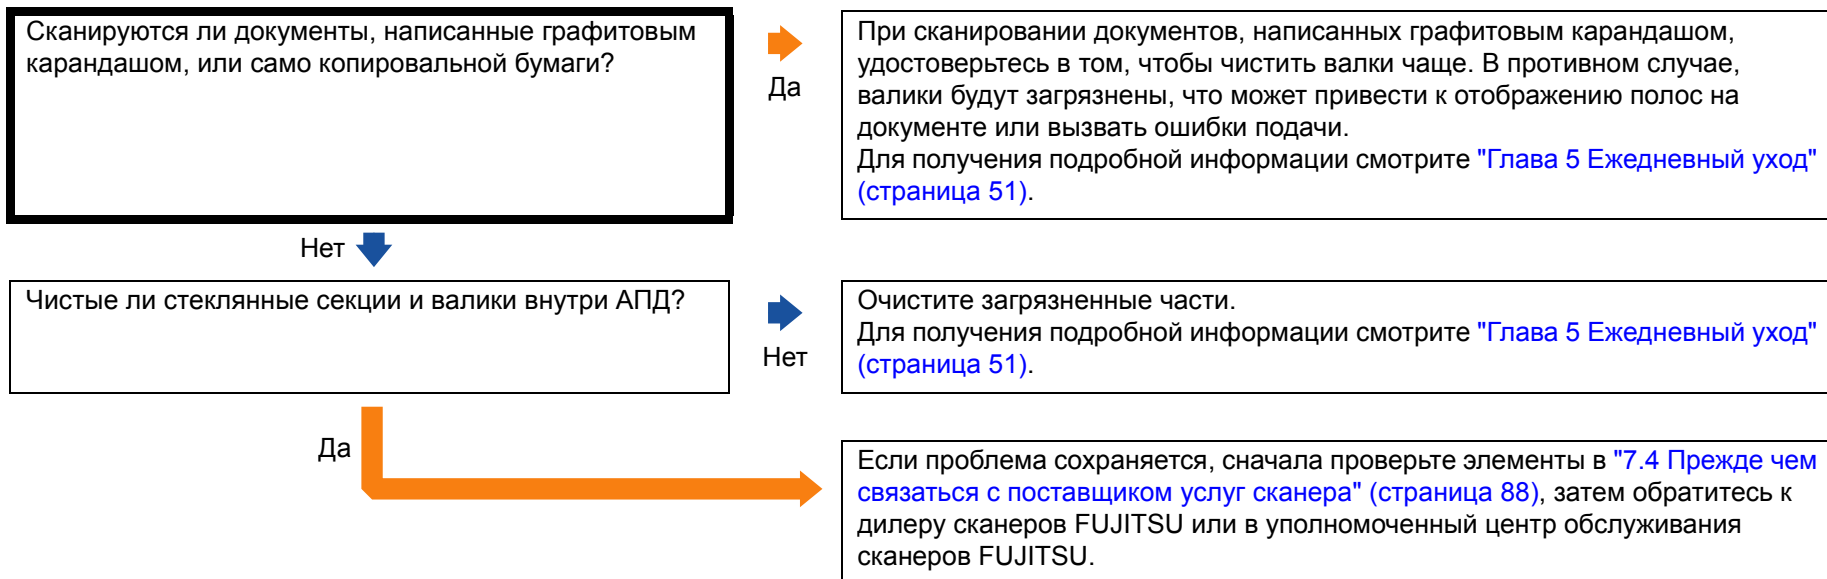 Сканируются ли документы, написанные графитовым
карандашом, или само копировальной бумаги?
Да
При сканировании документов, написанных графитовым карандашом,
удостоверьтесь в том, чтобы чистить валки чаще. В противном случае,
валики будут загрязнены, что может привести к отображению полос на
документе или вызвать ошибки подачи.
Для получения подробной информации смотрите "Глава 5 Ежедневный уход"
(страница 51).
Нет
Чистые ли стеклянные секции и валики внутри АПД?
Нет
Очистите загрязненные части.
Для получения подробной информации смотрите "Глава 5 Ежедневный уход"
(страница 51).
Да
Если проблема сохраняется, сначала проверьте элементы в "7.4 Прежде чем
связаться с поставщиком услуг сканера" (страница 88), затем обратитесь к
дилеру сканеров FUJITSU или в уполномоченный центр обслуживания
сканеров FUJITSU.